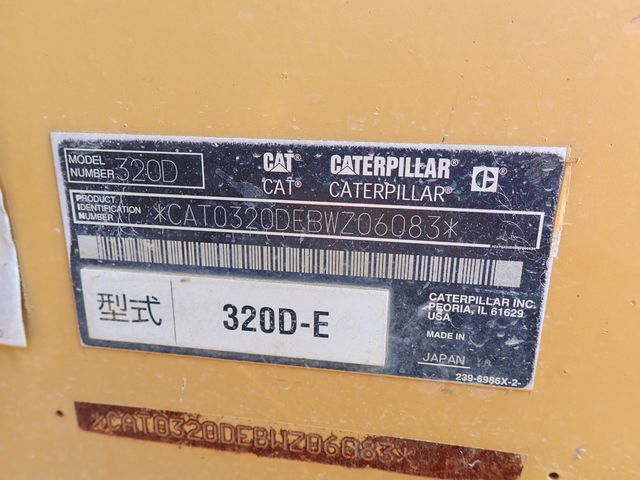 MODEL NUMBER 320D
CAT® CATERPILLAR®
CAT® CATERPILLAR®
PRODUCT IDENTIFICATION NUMBER
*CAT0320DEBWZ06083*
型式 320D-E
CATERPILLAR INC.
PEORIA, IL 61629
USA
MADE IN
JAPAN
239-6986X-2-
*CAT0320DEBWZ06083*